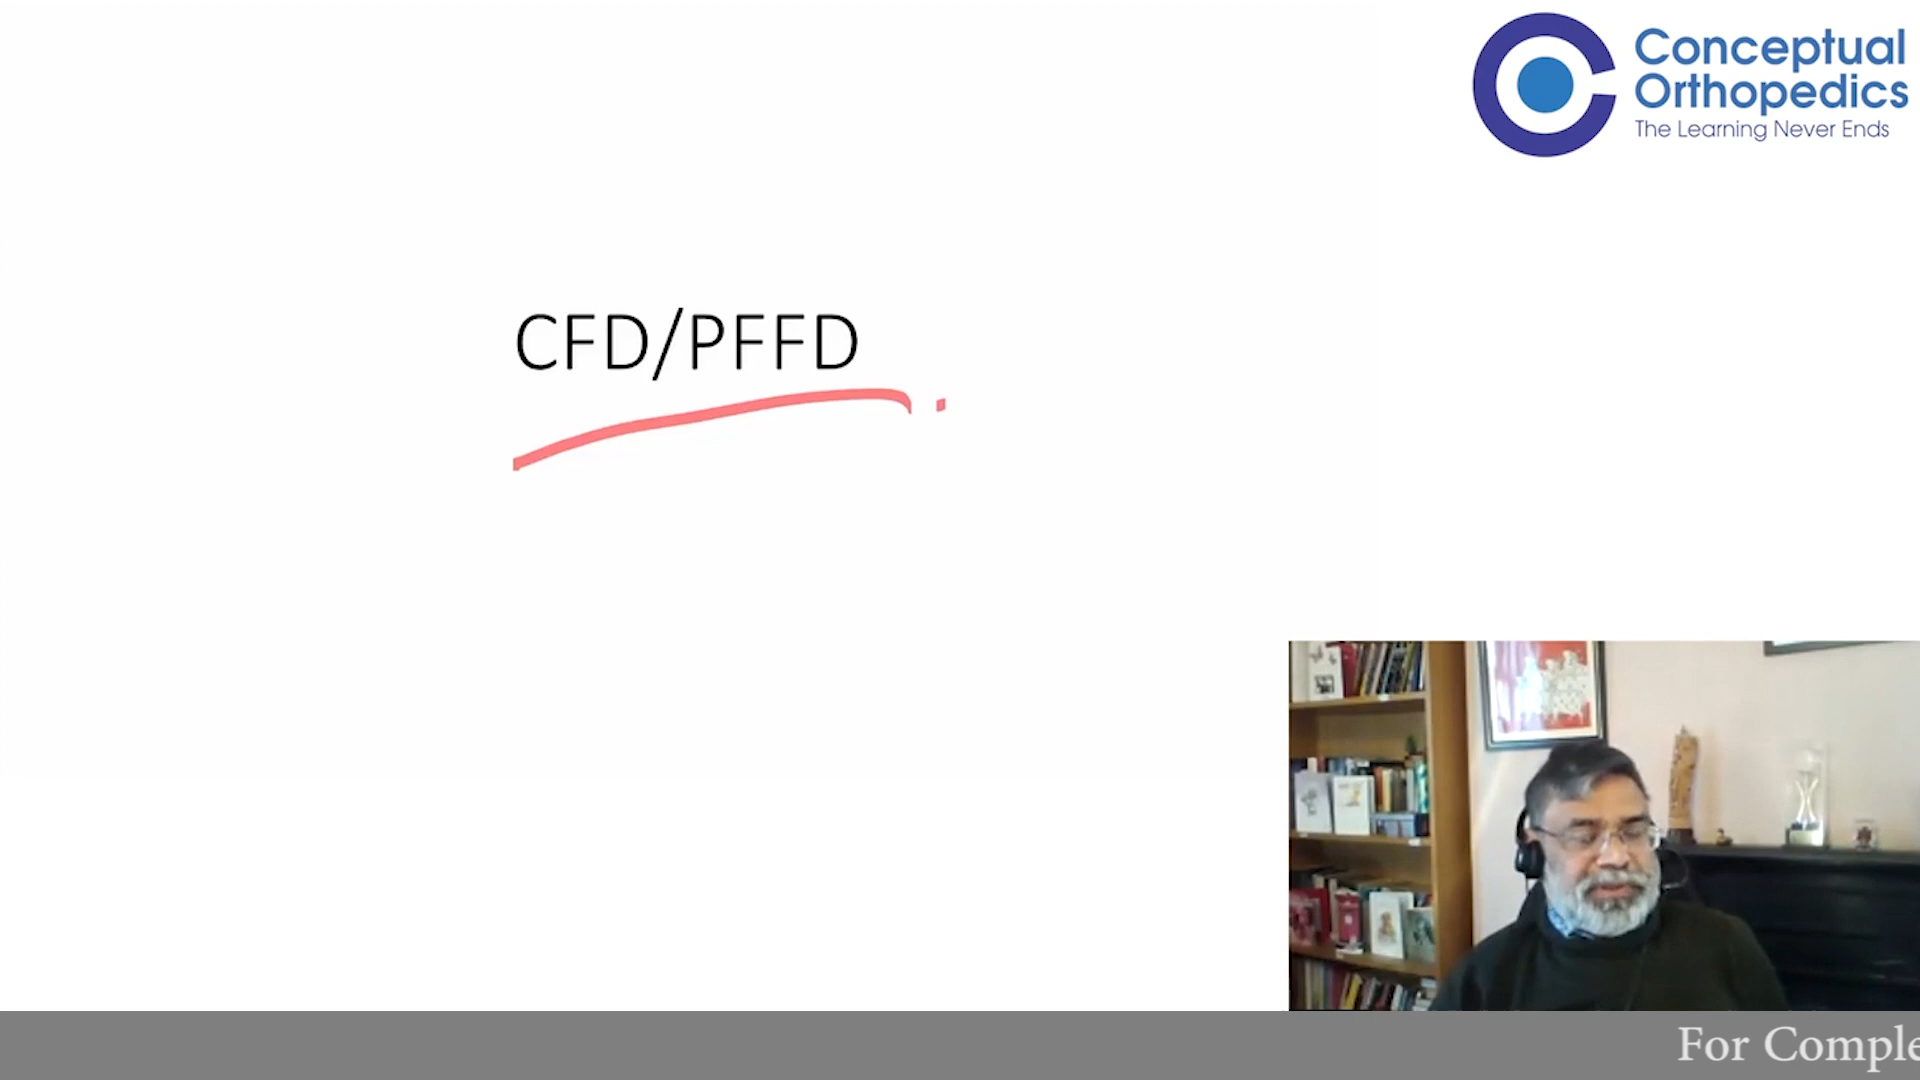 Conceptual
Orthopedics
The Learning Never Ends
CFD/PFFD
For Comple